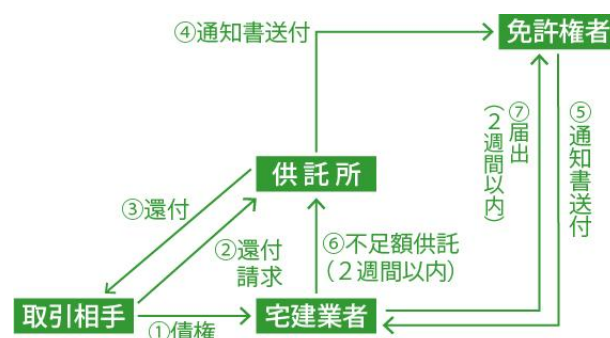 ④通知書送付
免許権者
⑦届出
（２週間以内）
⑤通知書送付
供託所
③還付
②還付
請求
⑥不足額供託
（２週間以内）
取引相手
①債権
宅建業者